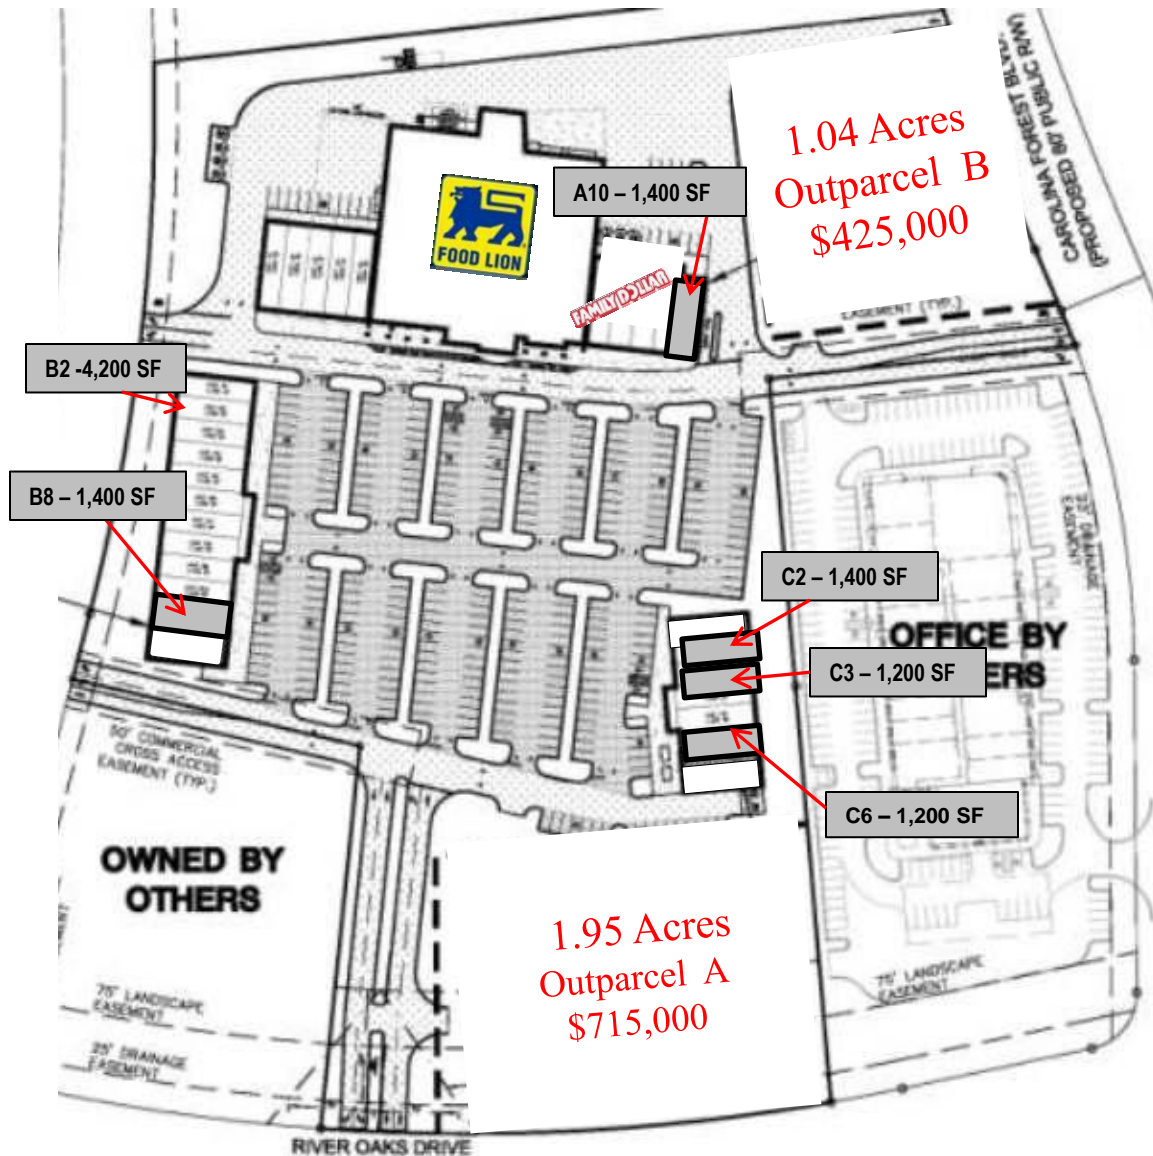 CAROLINA FOREST BLVD.
(PROPOSED 80' PUBLIC R/W)
1.04 Acres
Outparcel B
$425,000
A10 – 1,400 SF
FOOD LION
FAMILY DOLLAR
EASEMENT (TYP.)
B2 -4,200 SF
B8 – 1,400 SF
25' DRAINAGE
EASEMENT
C2 – 1,400 SF
OFFICE BY
ERS
C3 – 1,200 SF
C6 – 1,200 SF
50' COMMERCIAL
CROSS ACCESS
EASEMENT (TYP.)
OWNED BY
OTHERS
1.95 Acres
Outparcel A
$715,000
75' LANDSCAPE
EASEMENT
75' LANDSCAPE
EASEMENT
25' DRAINAGE
EASEMENT
RIVER OAKS DRIVE